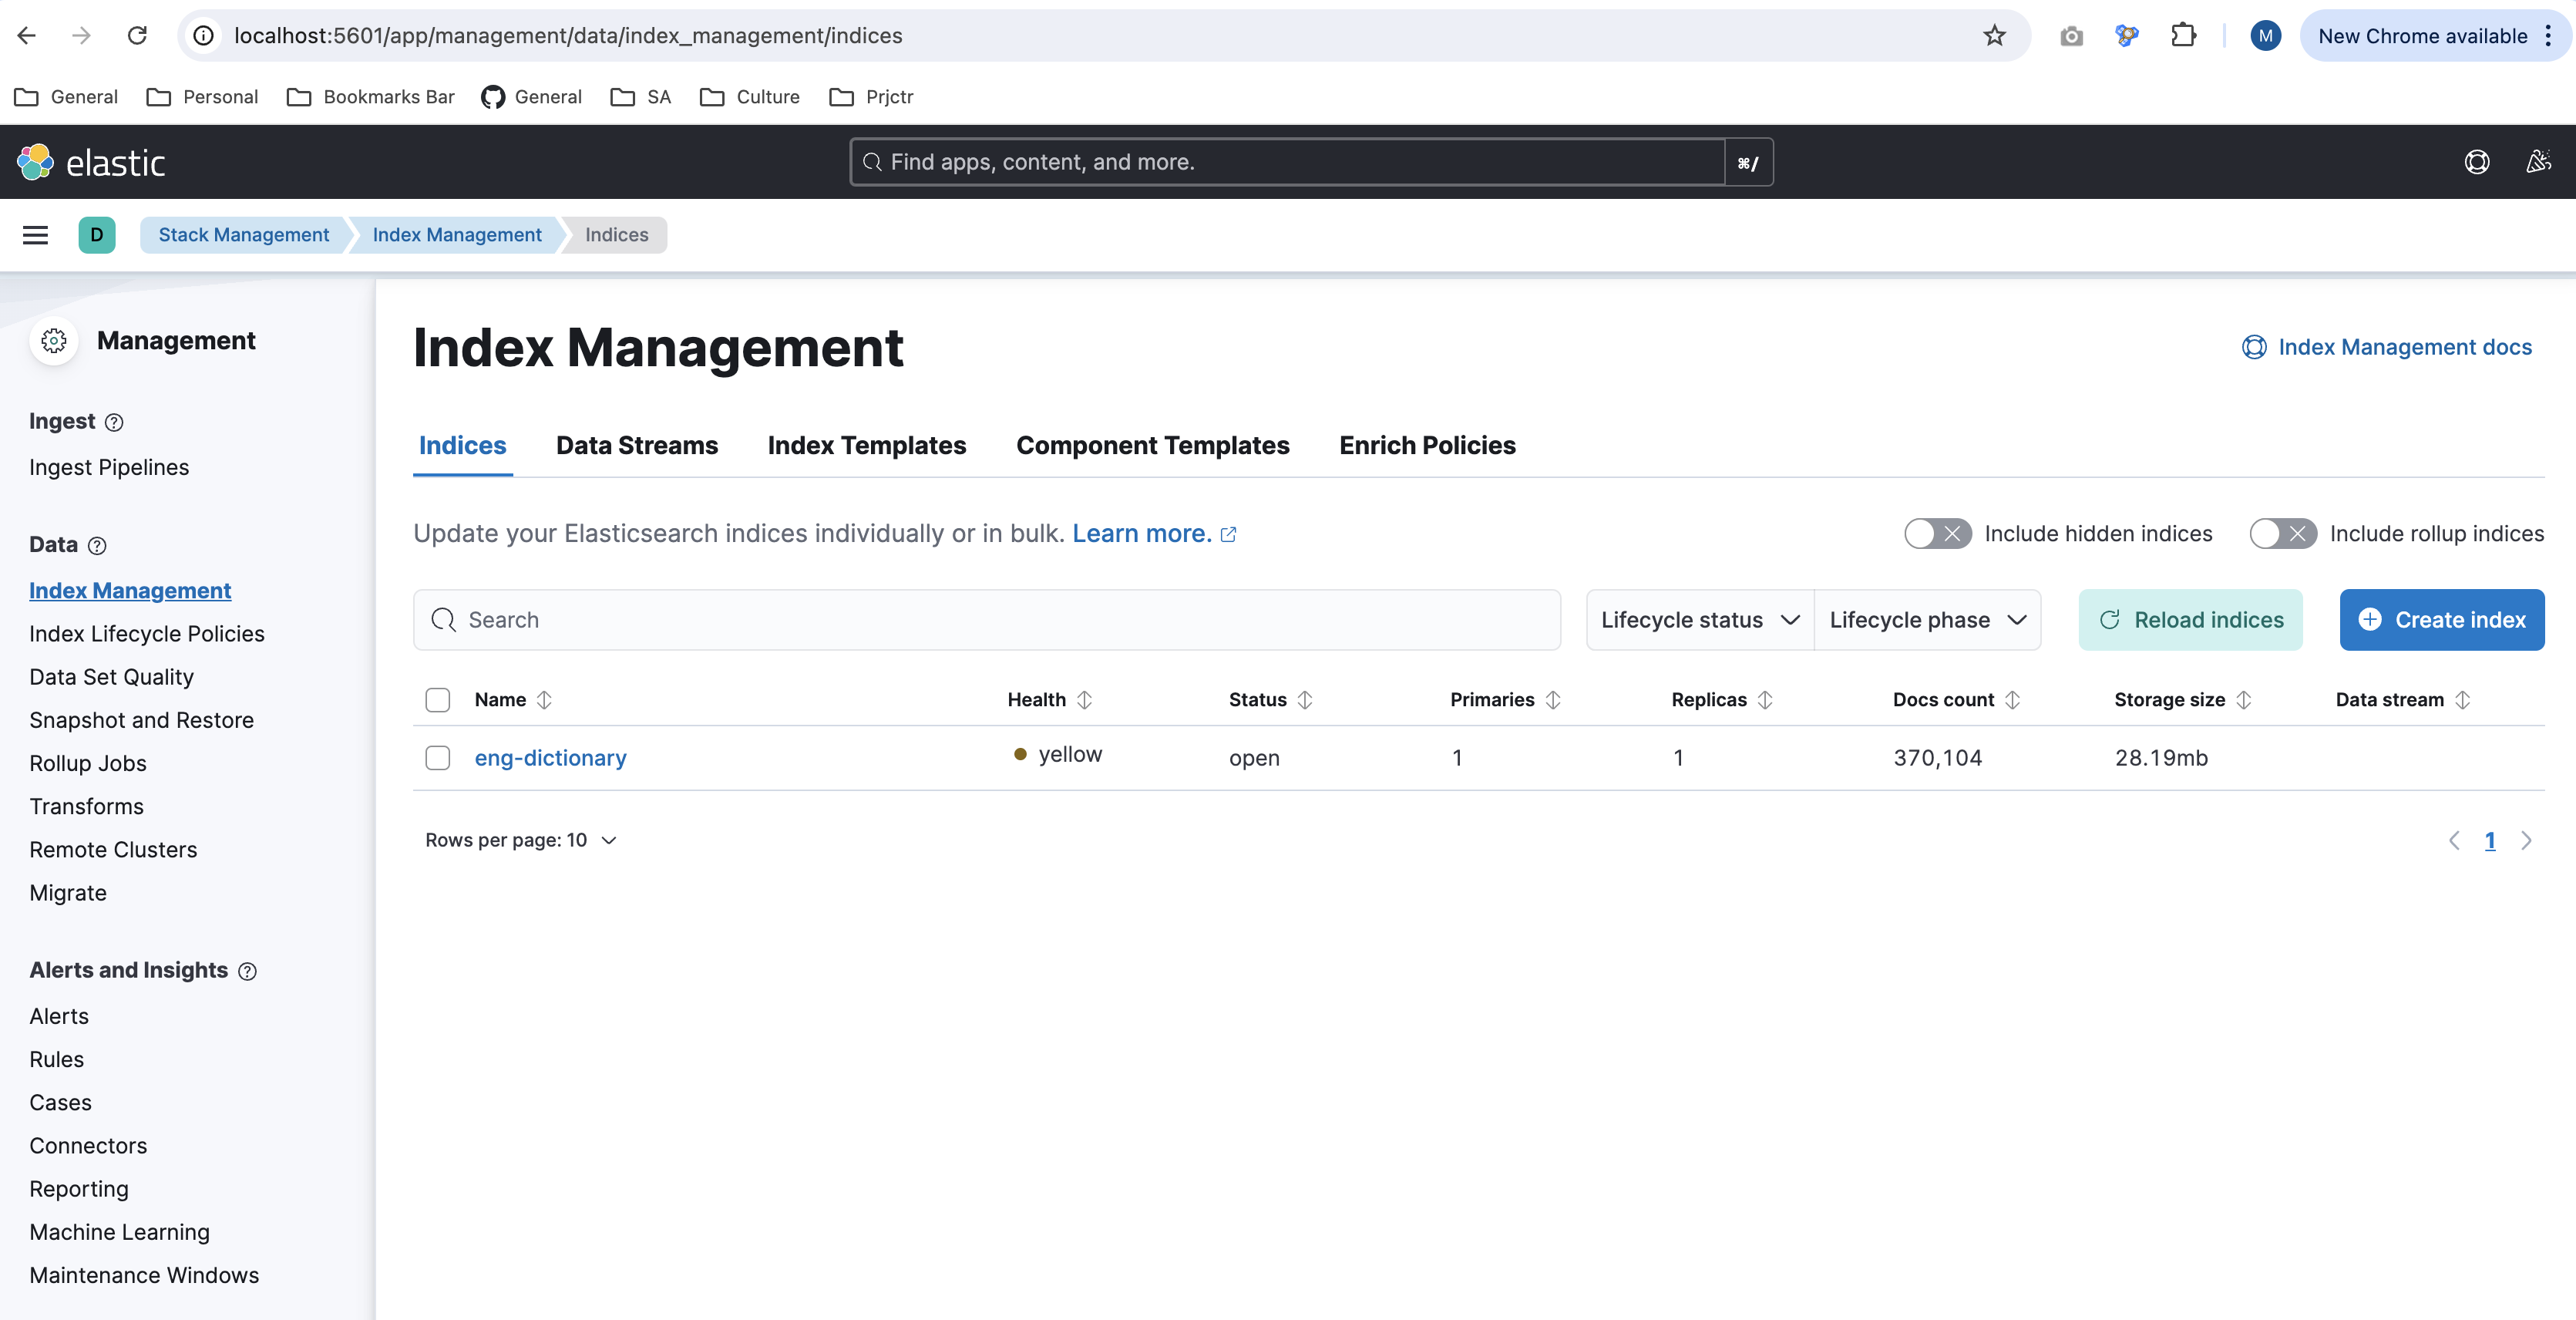 localhost:5601/app/management/data/index_management/indices
M
New Chrome available
General
Personal
Bookmarks Bar
General
SA
Culture
Prjctr
elastic
Find apps, content, and more.
⌘/
D
Stack Management
Index Management
Indices
Management
Ingest
Ingest Pipelines
Data
Index Management
Index Lifecycle Policies
Data Set Quality
Snapshot and Restore
Rollup Jobs
Transforms
Remote Clusters
Migrate
Alerts and Insights
Alerts
Rules
Cases
Connectors
Reporting
Machine Learning
Maintenance Windows
Index Management
Index Management docs
Indices
Data Streams
Index Templates
Component Templates
Enrich Policies
Update your Elasticsearch indices individually or in bulk. Learn more.
Include hidden indices
Include rollup indices
Search
Lifecycle status
Lifecycle phase
Reload indices
Create index
Name
Health
Status
Primaries
Replicas
Docs count
Storage size
Data stream
eng-dictionary
yellow
open
1
1
370,104
28.19mb
Rows per page: 10
1